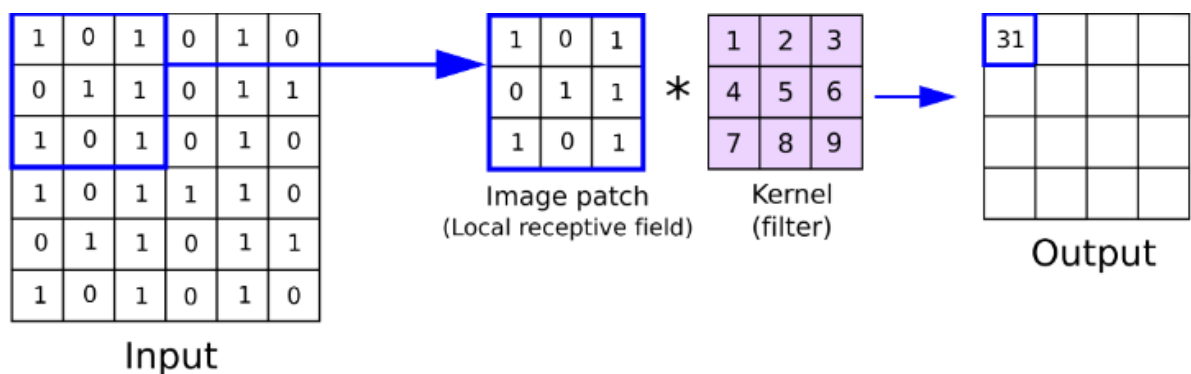 1 0 1 0 1 0
0 1 1 0 1 1
1 0 1 0 1 0
1 0 1 1 1 0
0 1 1 0 1 1
1 0 1 0 1 0
Input
1 0 1
0 1 1
1 0 1
Image patch
(Local receptive field)
*
1 2 3
4 5 6
7 8 9
Kernel
(filter)
31
Output